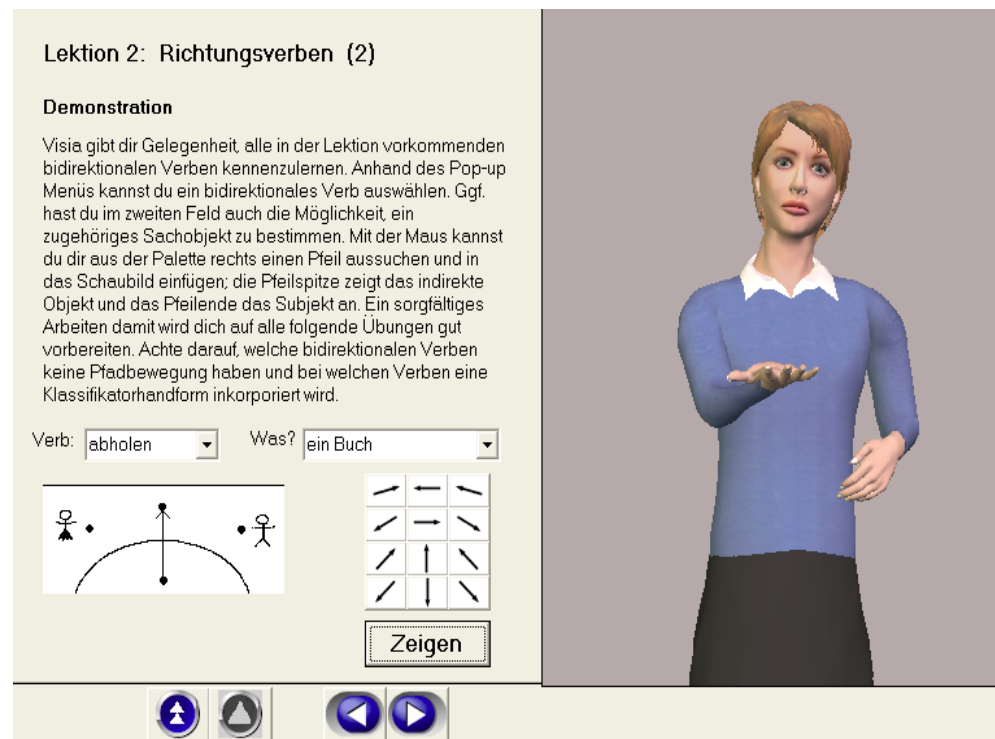 Lektion 2: Richtungsverben (2)
Demonstration
Visia gibt dir Gelegenheit, alle in der Lektion vorkommenden
bidirektionalen Verben kennenzulernen. Anhand des Pop-up
Menüs kannst du ein bidirektionales Verb auswählen. Ggf.
hast du im zweiten Feld auch die Möglichkeit, ein
zugehöriges Sachobjekt zu bestimmen. Mit der Maus kannst
du dir aus der Palette rechts einen Pfeil aussuchen und in
das Schaubild einfügen; die Pfeilspitze zeigt das indirekte
Objekt und das Pfeilende das Subjekt an. Ein sorgfältiges
Arbeiten damit wird dich auf alle folgende Übungen gut
vorbereiten. Achte darauf, welche bidirektionalen Verben
keine Pfadbewegung haben und bei welchen Verben eine
Klassifikatorhandform inkorporiert wird.
Verb: abholen Was? ein Buch
Zeigen